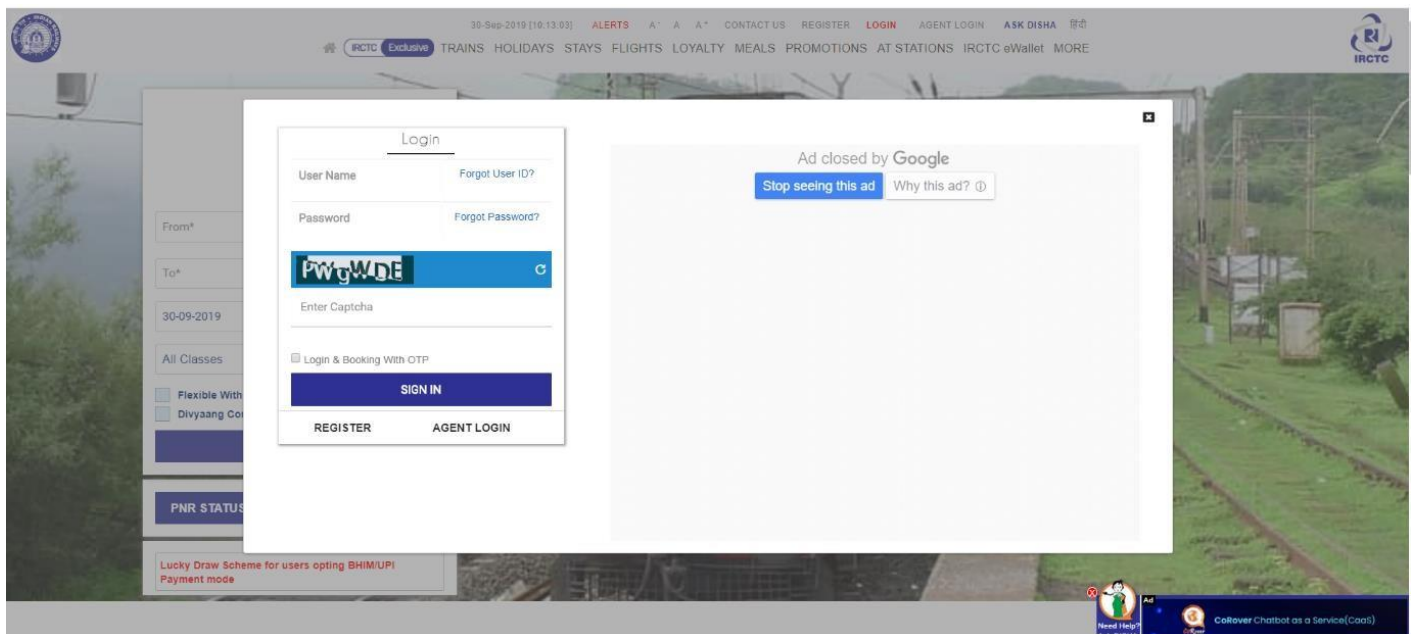 30-Sep-2019 [10:13:03] ALERTS A- A A+ CONTACT US REGISTER LOGIN AGENT LOGIN ASK DISHA हिंदी
IRCTC Exclusive TRAINS HOLIDAYS STAYS FLIGHTS LOYALTY MEALS PROMOTIONS AT STATIONS IRCTC eWallet MORE
IRCTC
Login
User Name Forgot User ID?
Password Forgot Password?
PWgWDE
Enter Captcha
Login & Booking With OTP
SIGN IN
REGISTER AGENT LOGIN
Ad closed by Google
Stop seeing this ad Why this ad?
From*
To*
30-09-2019
All Classes
Flexible With
Divyaang
PNR STATUS
Lucky Draw Scheme for users opting BHIM/UPI
Payment mode
Need Help?
Ad
CoRover Chatbot as a Service(CaaS)